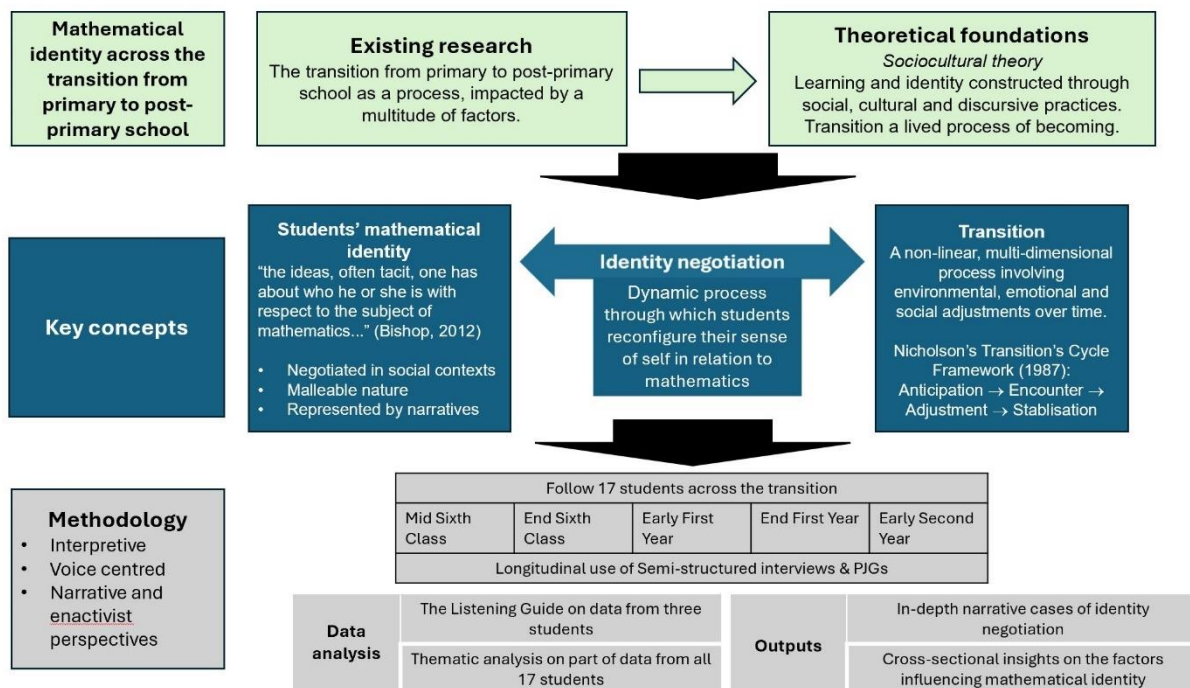 Mathematical
identity across the
transition from
primary to post-
primary school
Existing research
The transition from primary to post-primary
school as a process, impacted by a
multitude of factors.
Theoretical foundations
Sociocultural theory
Learning and identity constructed through
social, cultural and discursive practices.
Transition a lived process of becoming.
Key concepts
Students’ mathematical
identity
“the ideas, often tacit, one has
about who he or she is with
respect to the subject of
mathematics...” (Bishop, 2012)
• Negotiated in social contexts
• Malleable nature
• Represented by narratives
Identity negotiation
Dynamic process
through which students
reconfigure their sense
of self in relation to
mathematics
Transition
A non-linear, multi-dimensional
process involving
environmental, emotional and
social adjustments over time.
Nicholson’s Transition’s Cycle
Framework (1987):
Anticipation → Encounter →
Adjustment → Stablisation
Methodology
• Interpretive
• Voice centred
• Narrative and
enactivist
perspectives
Follow 17 students across the transition
Mid Sixth
Class
End Sixth
Class
Early First
Year
End First Year
Early Second
Year
Longitudinal use of Semi-structured interviews & PJGs
Data
analysis
The Listening Guide on data from three
students
Thematic analysis on part of data from all
17 students
Outputs
In-depth narrative cases of identity
negotiation
Cross-sectional insights on the factors
influencing mathematical identity